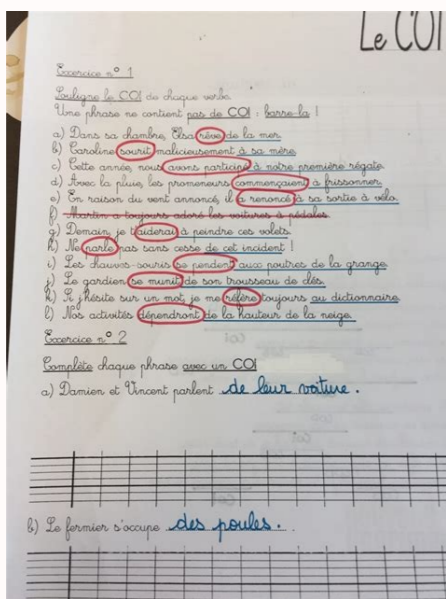 Le COI
Exercice n° 1
Souligne le COI de chaque verbe.
Une phrase ne contient pas de COI : barre-la !
a) Dans sa chambre, Elsa rêve de la mer.
b) Caroline sourit malicieusement à sa mère.
c) Cette année, nous avons participé à notre première régate.
d) Avec la pluie, les promeneurs commençaient à frissonner.
e) En raison du vent annoncé, il a renoncé à sa sortie à vélo.
f) Martin a toujours adoré les voitures à pédales.
g) Demain, je t'aiderai à peindre ces volets.
h) Ne parle pas sans cesse de cet incident !
i) Les chauves-souris se pendent aux poutres de la grange.
j) Le gardien se munit de son trousseau de clés.
k) Si j'hésite sur un mot, je me réfère toujours au dictionnaire.
l) Nos activités dépendront de la hauteur de la neige.
Exercice n° 2
Complète chaque phrase avec un COI
a) Damien et Vincent parlent de leur voiture.
b) Le fermier s'occupe des poules.